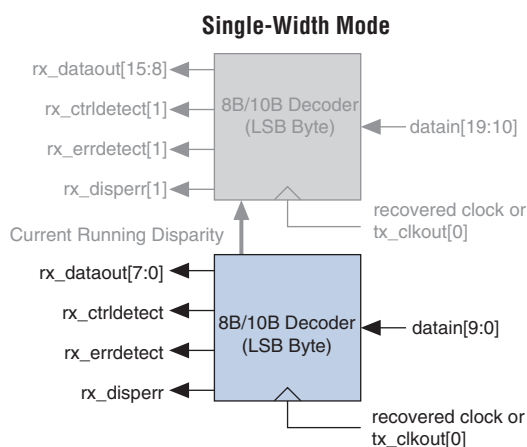 Single-Width Mode
rx_dataout[15:8]
rx_ctrldetect[1]
rx_errdetect[1]
rx_disperr[1]
8B/10B Decoder
(LSB Byte)
datain[19:10]
recovered clock or
tx_clkout[0]
Current Running Disparity
rx_dataout[7:0]
rx_ctrldetect
rx_errdetect
rx_disperr
8B/10B Decoder
(LSB Byte)
datain[9:0]
recovered clock or
tx_clkout[0]